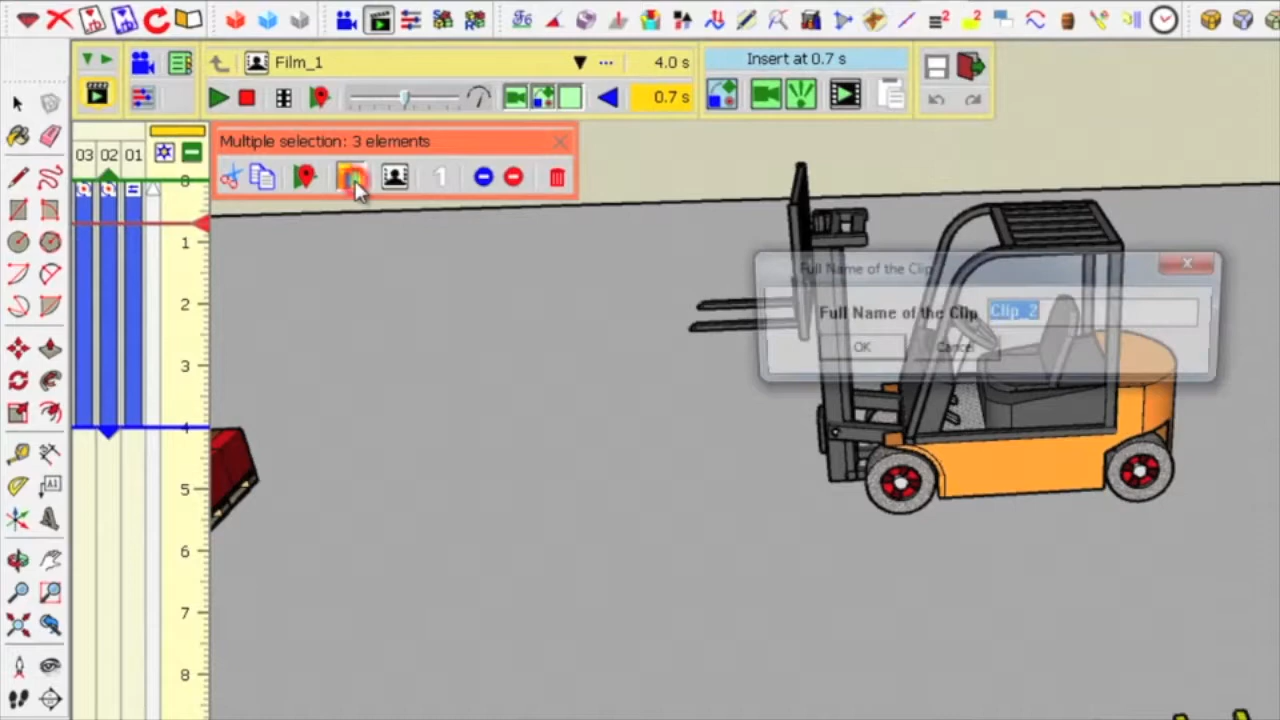 Film_1
4.0 s
Insert at 0.7 s
0.7 s
Multiple selection: 3 elements
1
03 02 01
0
1
2
3
4
5
6
7
8
Full Name of the Clip
Full Name of the Clip Clip_2
OK Cancel
A1